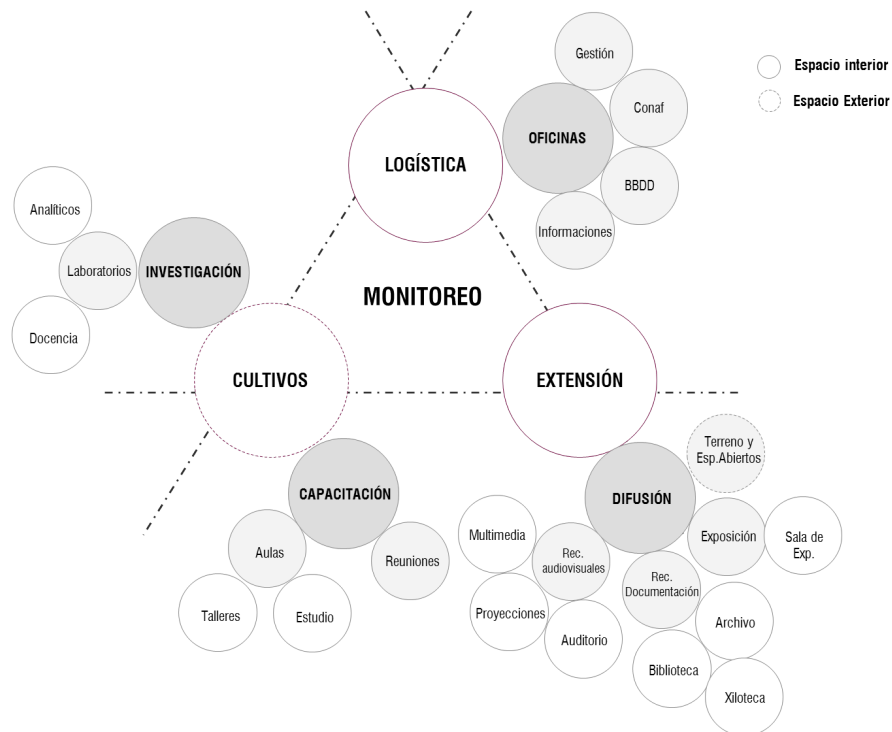 Gestión
Espacio interior
Espacio Exterior
Conaf
OFICINAS
LOGÍSTICA
BBDD
Analíticos
Informaciones
Laboratorios
INVESTIGACIÓN
MONITOREO
Docencia
CULTIVOS
EXTENSIÓN
Terreno y
Esp.Abiertos
CAPACITACIÓN
DIFUSIÓN
Multimedia
Exposición
Sala de
Exp.
Aulas
Reuniones
Rec.
audiovisuales
Rec.
Documentación
Talleres
Estudio
Proyecciones
Auditorio
Archivo
Biblioteca
Xiloteca